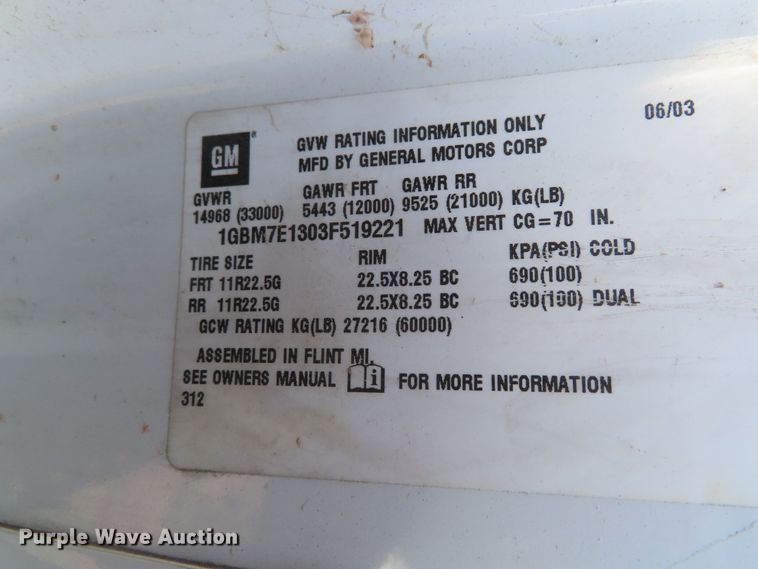 06/03
GM ®
GVW RATING INFORMATION ONLY
MFD BY GENERAL MOTORS CORP
GVWR GAWR FRT GAWR RR
14968 (33000) 5443 (12000) 9525 (21000) KG(LB)
1GBM7E1303F519221 MAX VERT CG=70 IN.
TIRE SIZE RIM KPA(PSI) COLD
FRT 11R22.5G 22.5X8.25 BC 690(100)
RR 11R22.5G 22.5X8.25 BC 690(100) DUAL
GCW RATING KG(LB) 27216 (60000)
ASSEMBLED IN FLINT MI.
SEE OWNERS MANUAL i FOR MORE INFORMATION
312
Purple Wave Auction